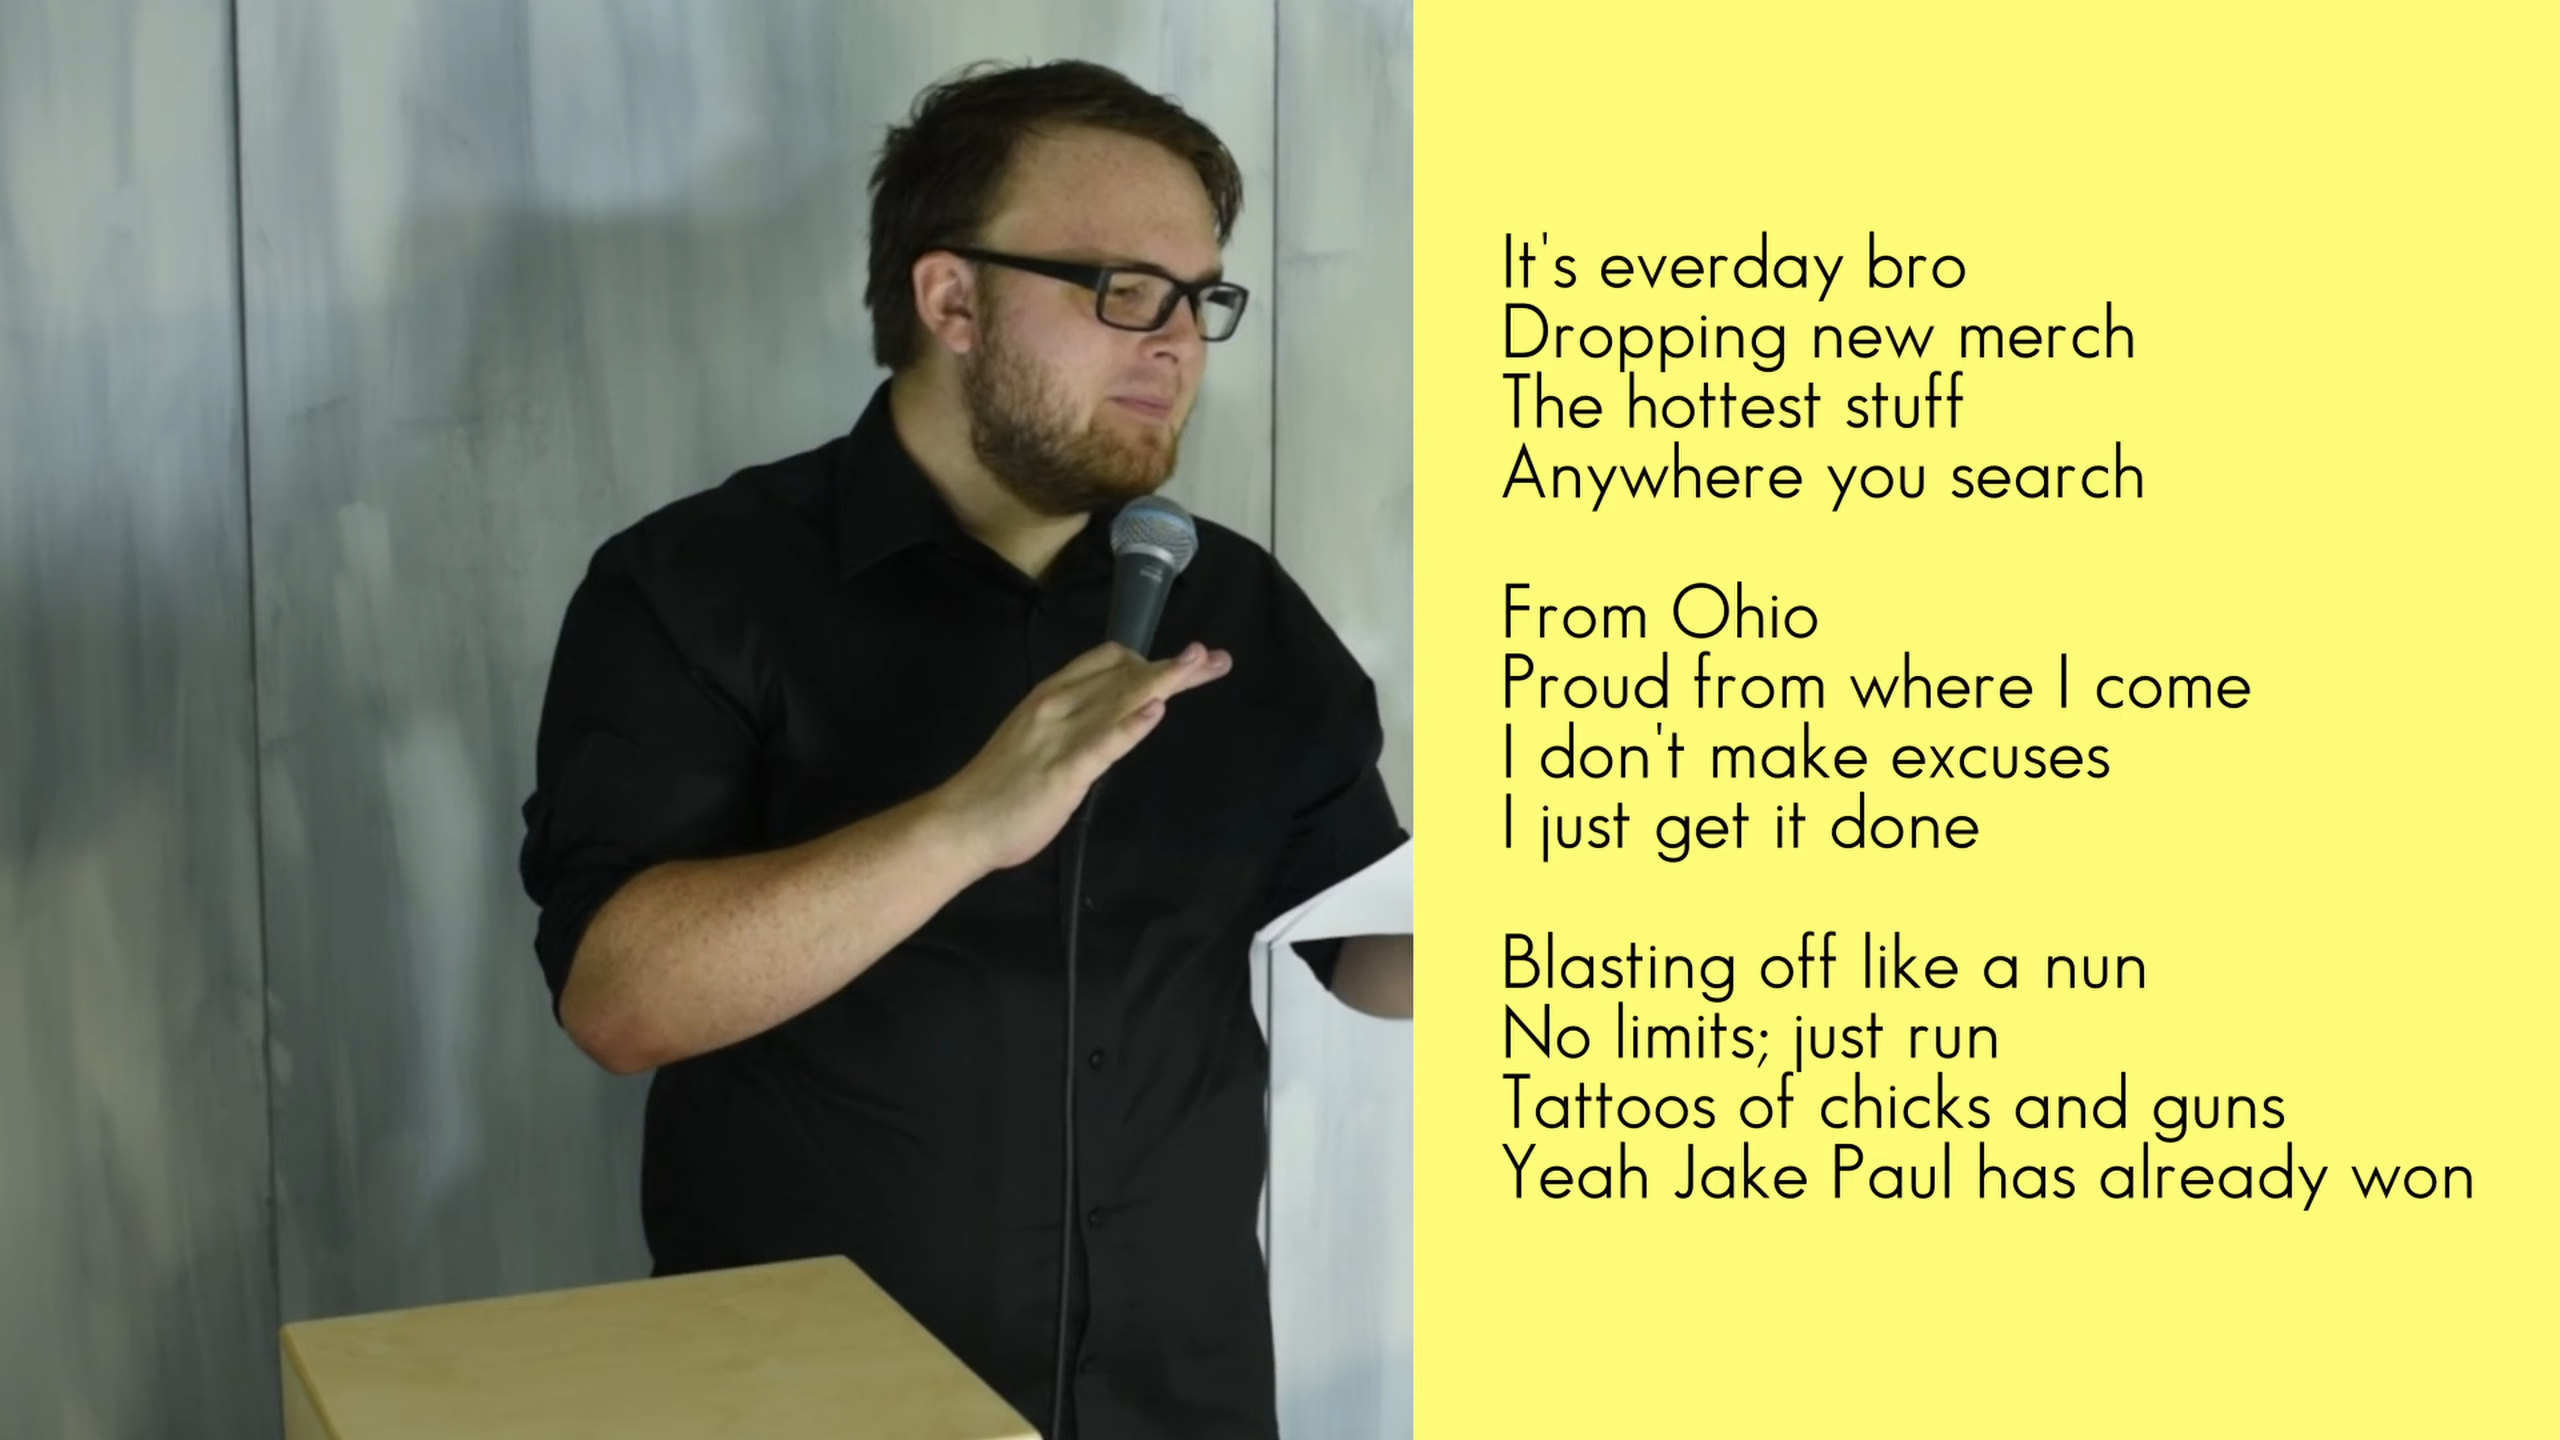 It's everday bro
Dropping new merch
The hottest stuff
Anywhere you search
From Ohio
Proud from where I come
I don't make excuses
I just get it done
Blasting off like a nun
No limits; just run
Tattoos of chicks and guns
Yeah Jake Paul has already won